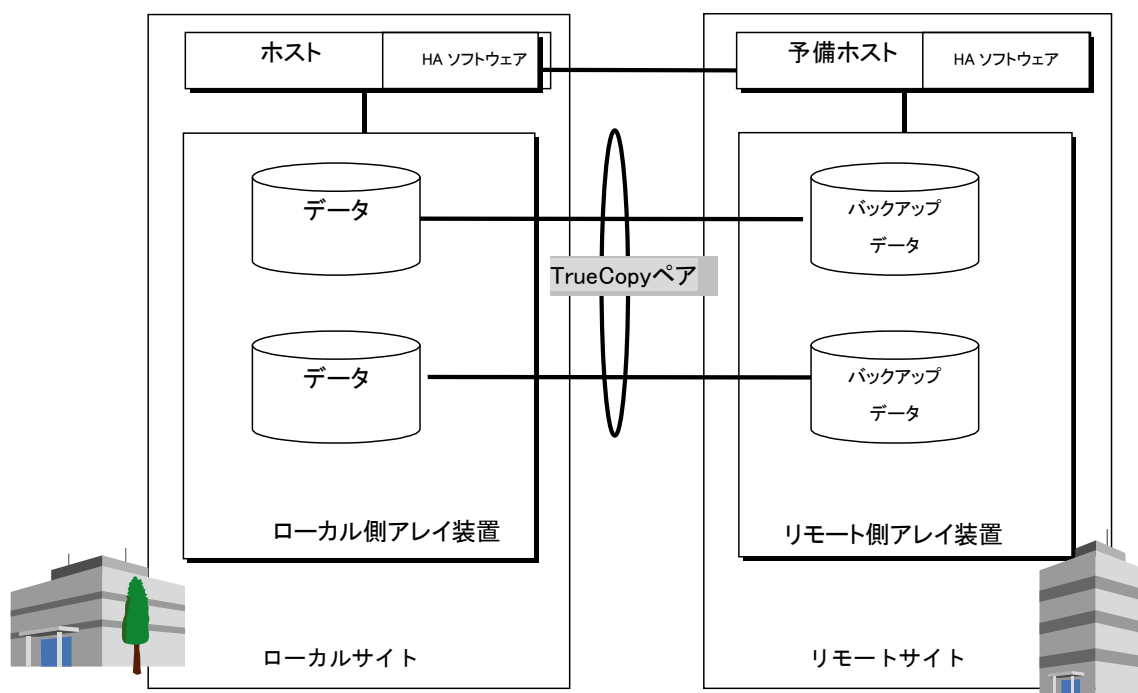 ホスト
HA ソフトウェア
予備ホスト
HA ソフトウェア
データ
バックアップ
データ
TrueCopyペア
データ
バックアップ
データ
ローカル側アレイ装置
リモート側アレイ装置
ローカルサイト
リモートサイト